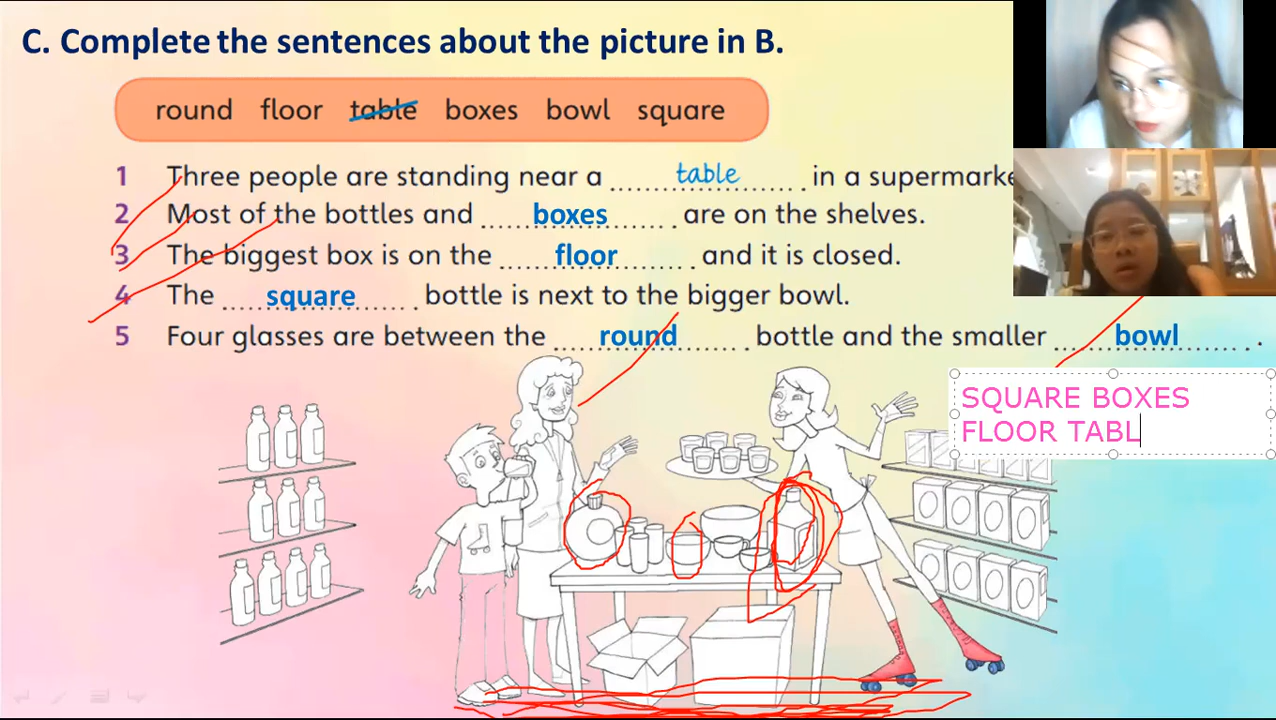 C. Complete the sentences about the picture in B.
round floor table boxes bowl square
1 Three people are standing near a table in a
2 Most of the bottles and boxes are on the shelves.
3 The biggest box is on the floor and it is closed.
4 The square bottle is next to the bigger bowl.
5 Four glasses are between the round bottle and the smaller bowl.
SQUARE BOXES
FLOOR TABL